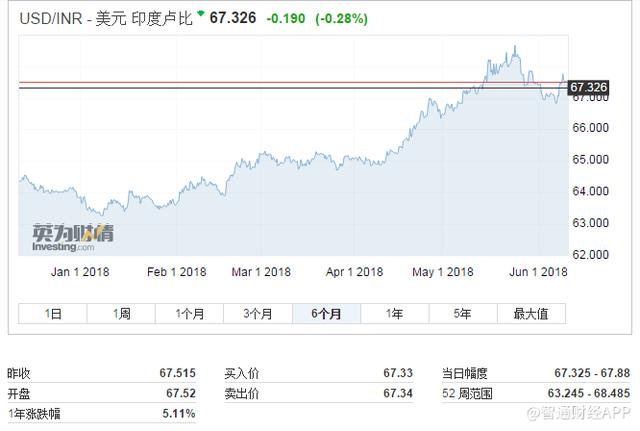 USD/INR - 美元 印度卢比 67.326 -0.190 (-0.28%)
67.326
67.000
66.000
65.000
64.000
63.000
62.000
英为财情
Investing.com
Jan 1 2018 Feb 1 2018 Mar 1 2018 Apr 1 2018 May 1 2018 Jun 1 2018
1日 1周 1个月 3个月 6个月 1年 5年 最大值
昨收 67.515 买入价 67.33 当日幅度 67.325 - 67.88
开盘 67.52 卖出价 67.34 52 周范围 63.245 - 68.485
1年涨跌幅 5.11%
@智通财经APP